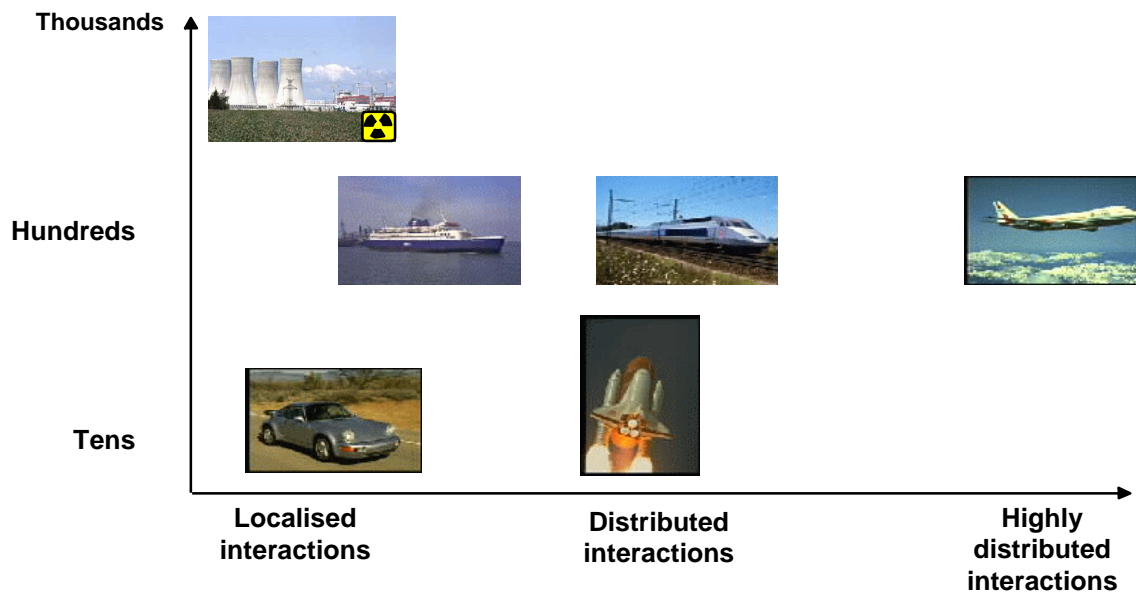 Thousands
Hundreds
Tens
Localised
interactions
Distributed
interactions
Highly
distributed
interactions